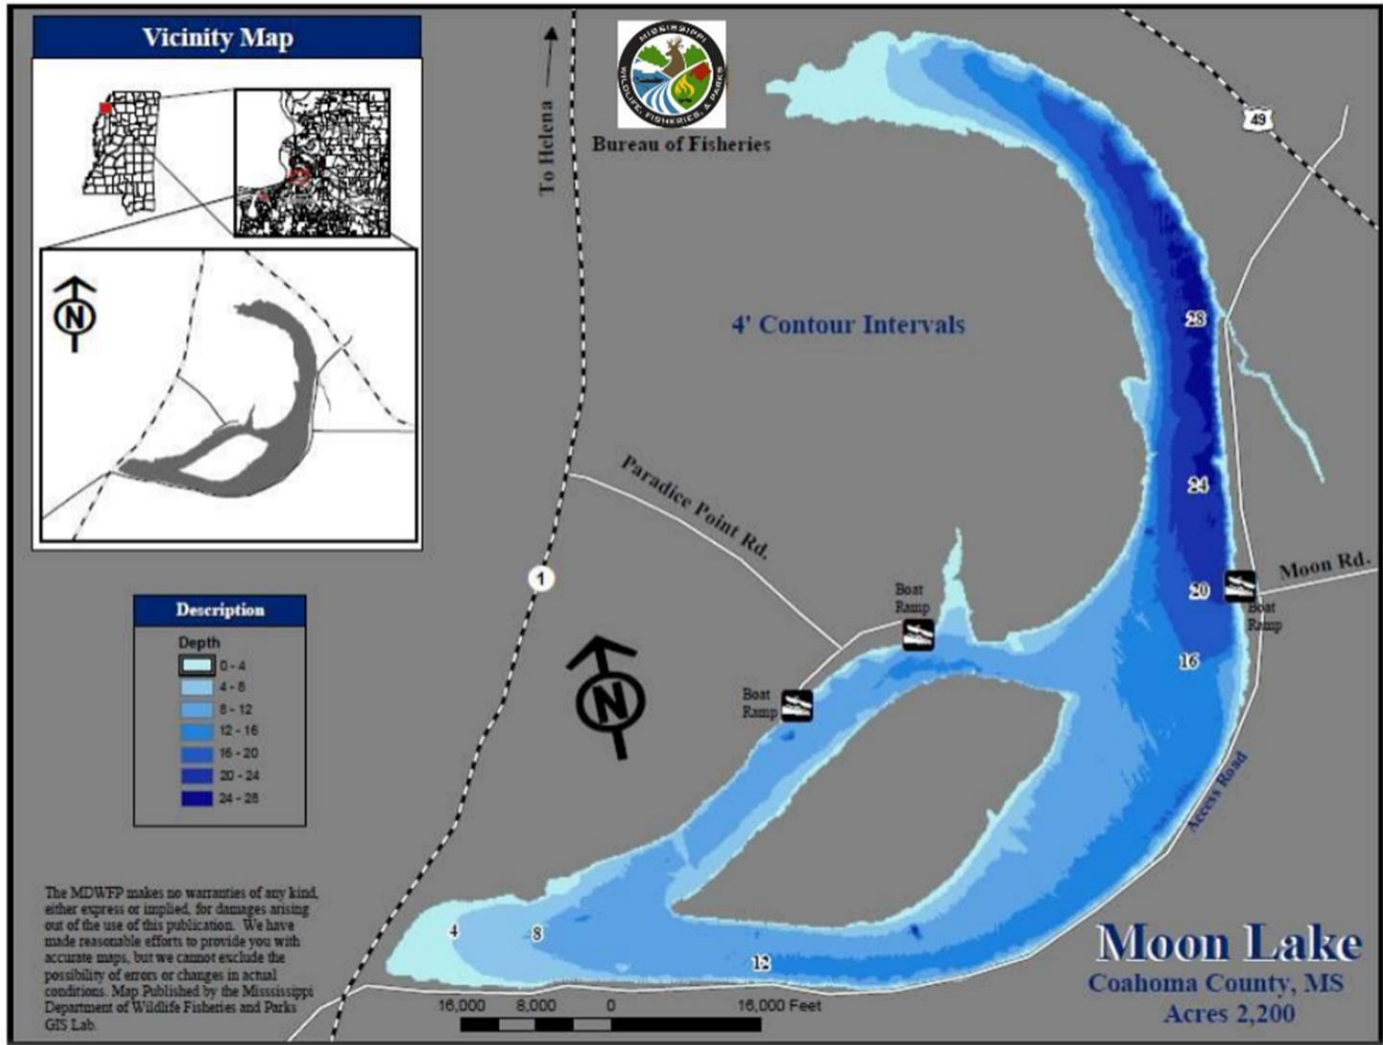 Vicinity Map
N
To Helena
MISSISSIPPI
WILDLIFE, FISHERIES, & PARKS
Bureau of Fisheries
49
4' Contour Intervals
28
24
20
16
Paradice Point Rd.
1
Moon Rd.
Boat
Ramp
Boat
Ramp
Boat
Ramp
N
Access Road
Description
Depth
0 - 4
4 - 8
8 - 12
12 - 16
16 - 20
20 - 24
24 - 28
4
8
12
The MDWFP makes no warranties of any kind,
either express or implied, for damages arising
out of the use of this publication. We have
made reasonable efforts to provide you with
accurate maps, but we cannot exclude the
possibility of errors or changes in actual
conditions. Map Published by the Misssissippi
Department of Wildlife Fisheries and Parks
GIS Lab.
16,000 8,000 0 16,000 Feet
Moon Lake
Coahoma County, MS
Acres 2,200